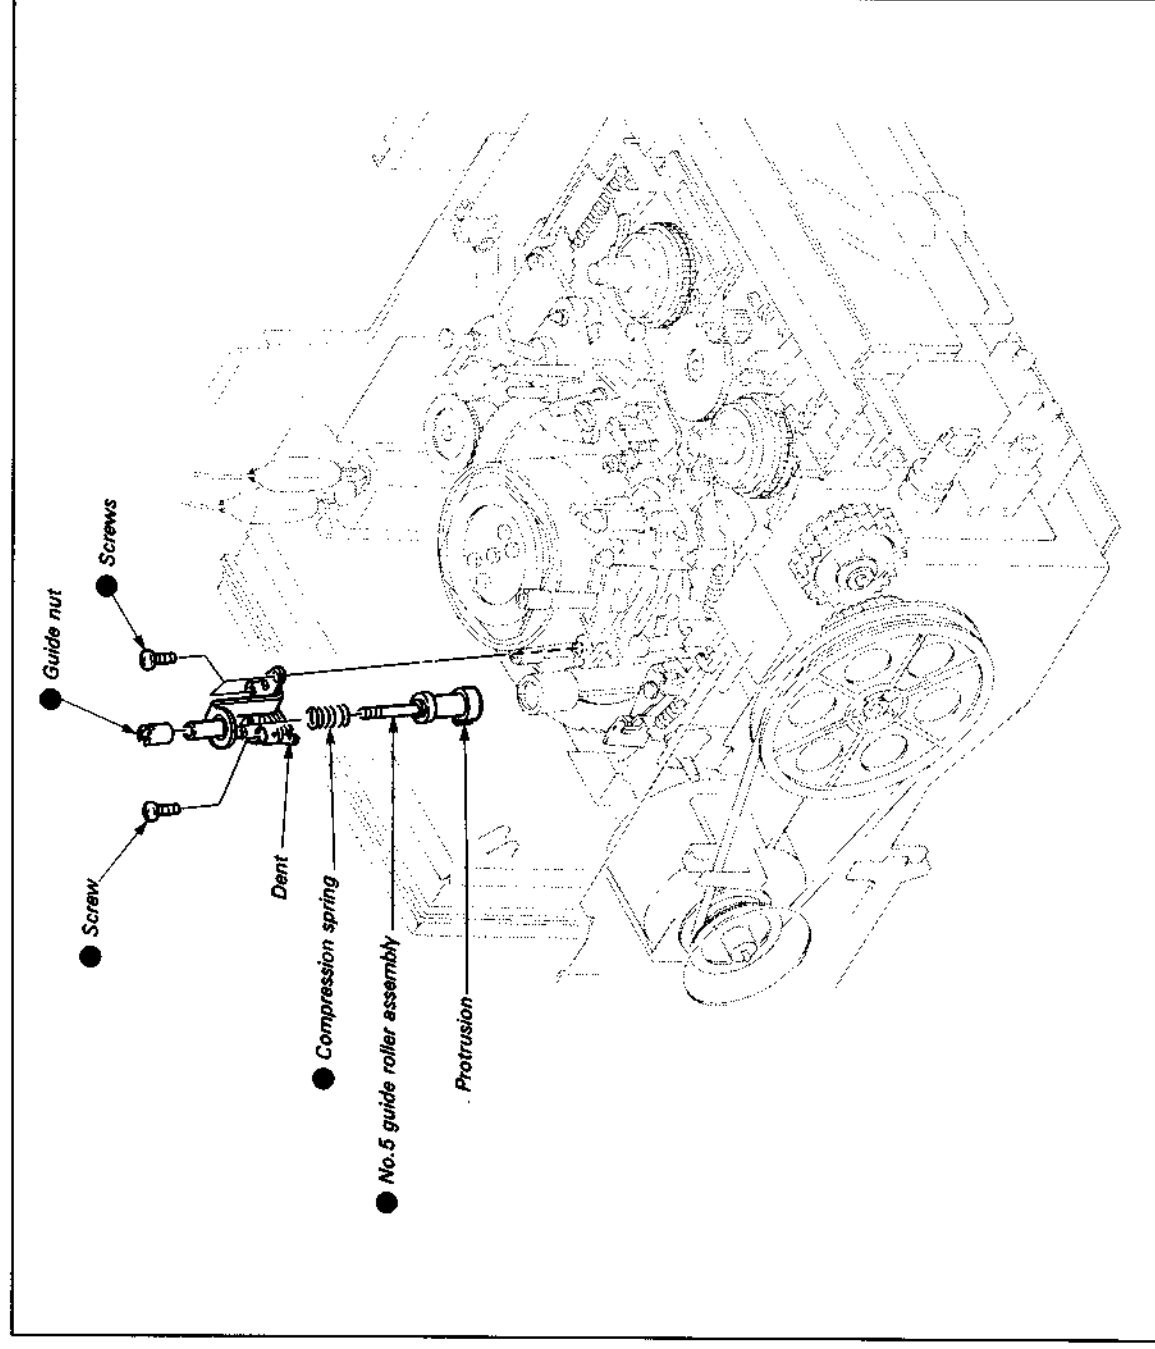 Screws
Guide nut
Screw
Dent
Compression spring
No.5 guide roller assembly
Protrusion